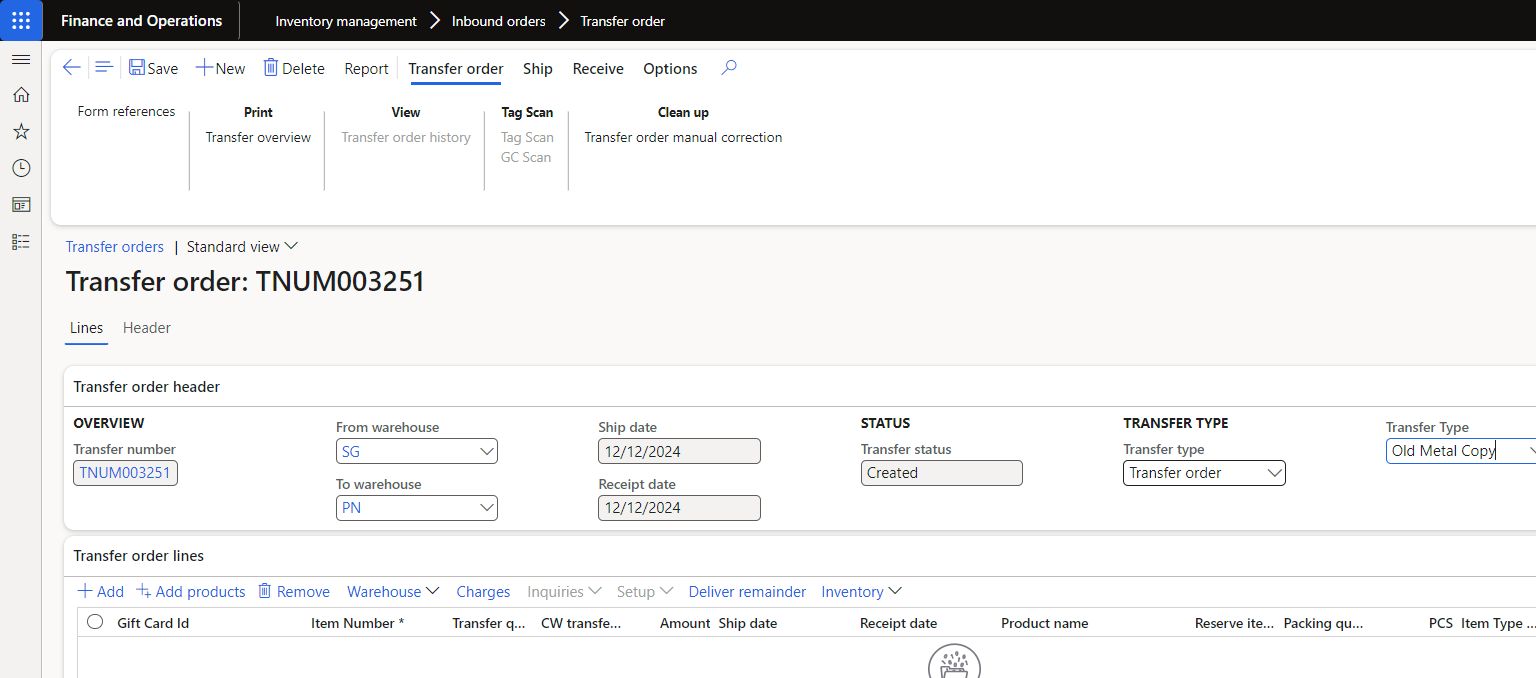 Finance and Operations
Inventory management Inbound orders Transfer order
Save New Delete Report Transfer order Ship Receive Options
Form references
Print
Transfer overview
View
Transfer order history
Tag Scan
Tag Scan
GC Scan
Clean up
Transfer order manual correction
Transfer orders | Standard view
Transfer order: TNUM003251
Lines Header
Transfer order header
OVERVIEW
Transfer number
TNUM003251
From warehouse
SG
To warehouse
PN
Ship date
12/12/2024
Receipt date
12/12/2024
STATUS
Transfer status
Created
TRANSFER TYPE
Transfer type
Transfer order
Transfer Type
Old Metal Copy
Transfer order lines
Add Add products Remove Warehouse Charges Inquiries Setup Deliver remainder Inventory
Gift Card Id Item Number * Transfer q... CW transfe... Amount Ship date Receipt date Product name Reserve ite... Packing qu... PCS Item Type ...